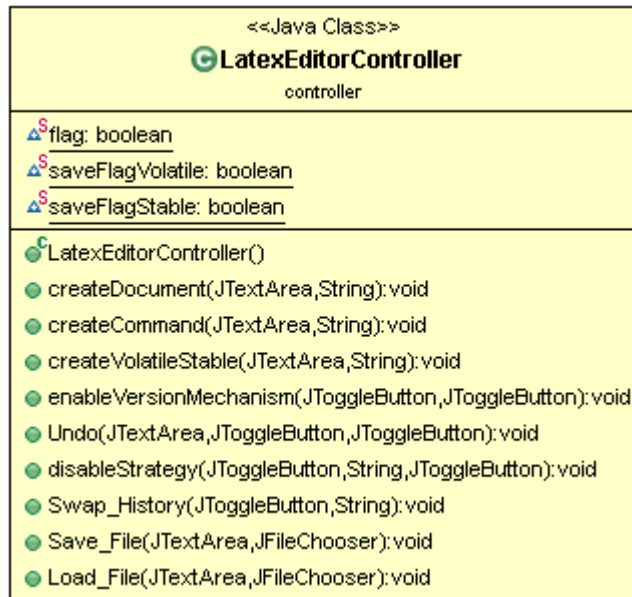 <<Java Class>>
C LatexEditorController
controller
S flag: boolean
S saveFlagVolatile: boolean
S saveFlagStable: boolean
C LatexEditorController()
createDocument(JTextArea,String):void
createCommand(JTextArea,String):void
createVolatileStable(JTextArea,String):void
enableVersionMechanism(JToggleButton,JToggleButton):void
Undo(JTextArea,JToggleButton,JToggleButton):void
disableStrategy(JToggleButton,String,JToggleButton):void
Swap_History(JToggleButton,String):void
Save_File(JTextArea,JFileChooser):void
Load_File(JTextArea,JFileChooser):void